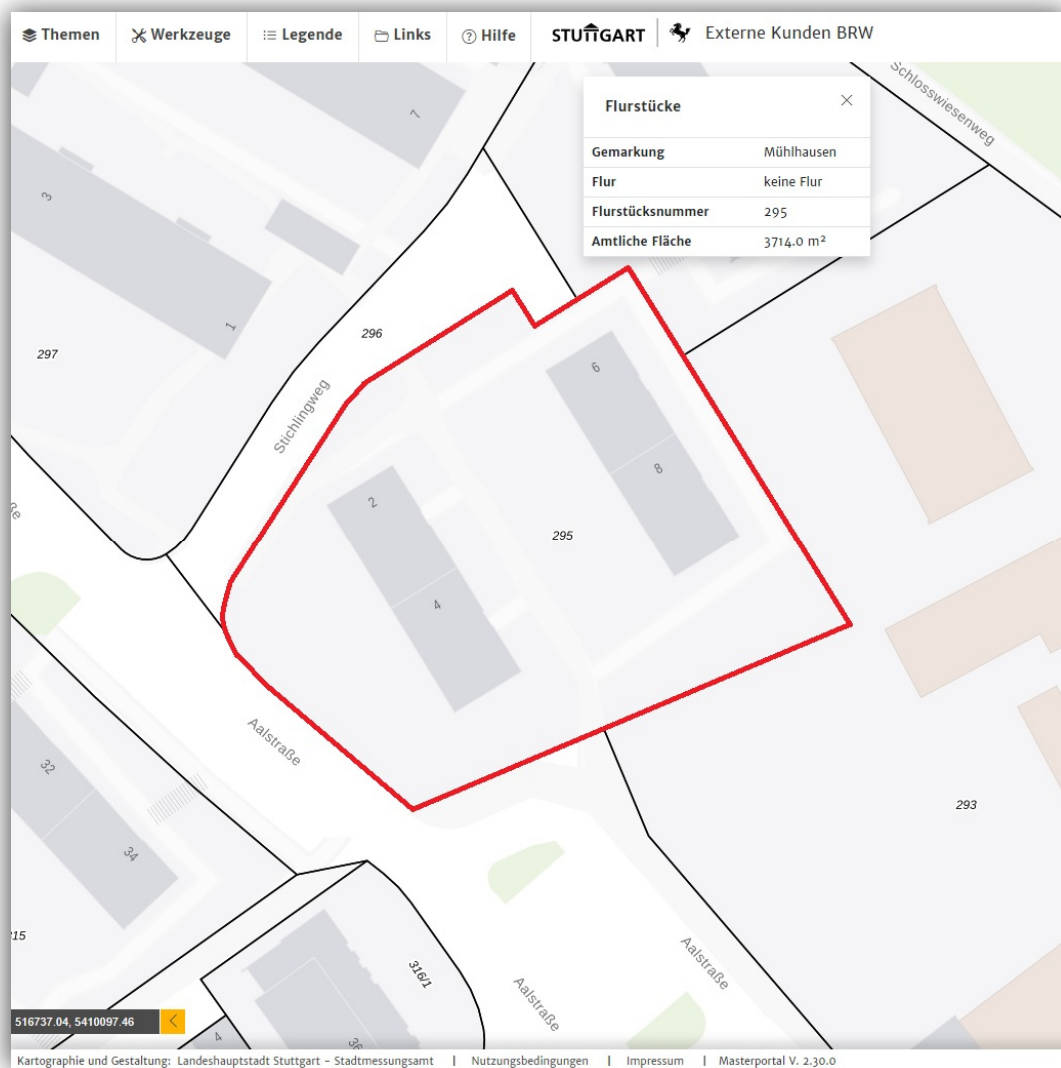 Themen Werkzeuge Legende Links Hilfe STUTTGART Externe Kunden BRW
Schlosswiesenweg
Flurstücke
Gemarkung Mühlhausen
Flur keine Flur
Flurstücksnummer 295
Amtliche Fläche 3714.0 m²
7
3
1
296
297
Stichlingweg
6
8
2
4
295
ße
Aalstraße
32
34
293
315
316/1
Aalstraße
Aalstraße
4
36
516737.04, 5410097.46
Kartographie und Gestaltung: Landeshauptstadt Stuttgart – Stadtmessungsamt | Nutzungsbedingungen | Impressum | Masterportal V. 2.30.0